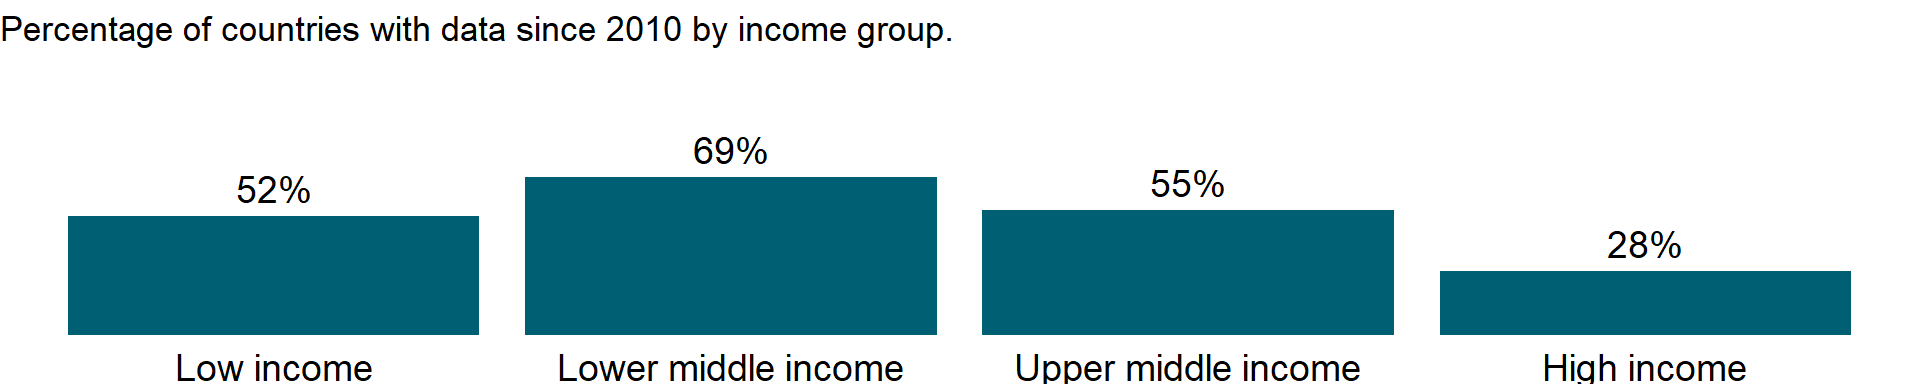 Percentage of countries with data since 2010 by income group.
52%
69%
55%
28%
Low income
Lower middle income
Upper middle income
High income